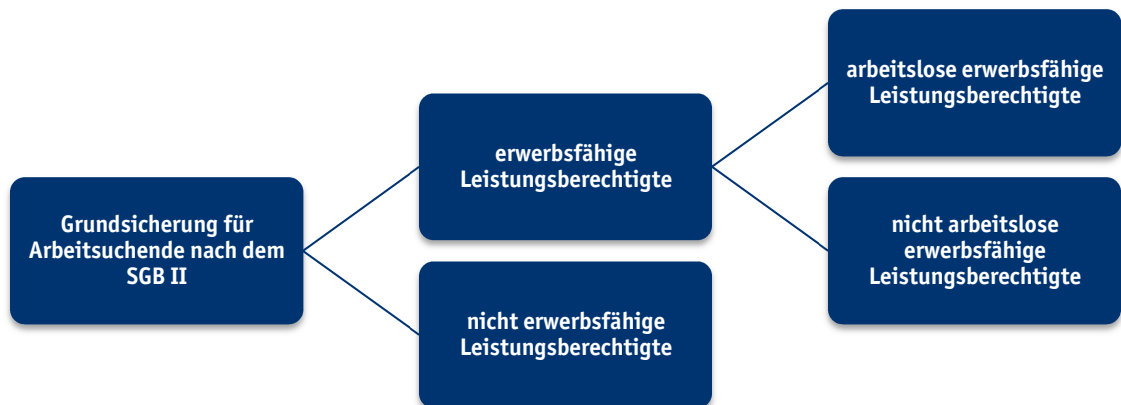 Grundsicherung für
Arbeitsuchende nach dem
SGB II
erwerbsfähige
Leistungsberechtigte
nicht erwerbsfähige
Leistungsberechtigte
arbeitslose erwerbsfähige
Leistungsberechtigte
nicht arbeitslose
erwerbsfähige
Leistungsberechtigte